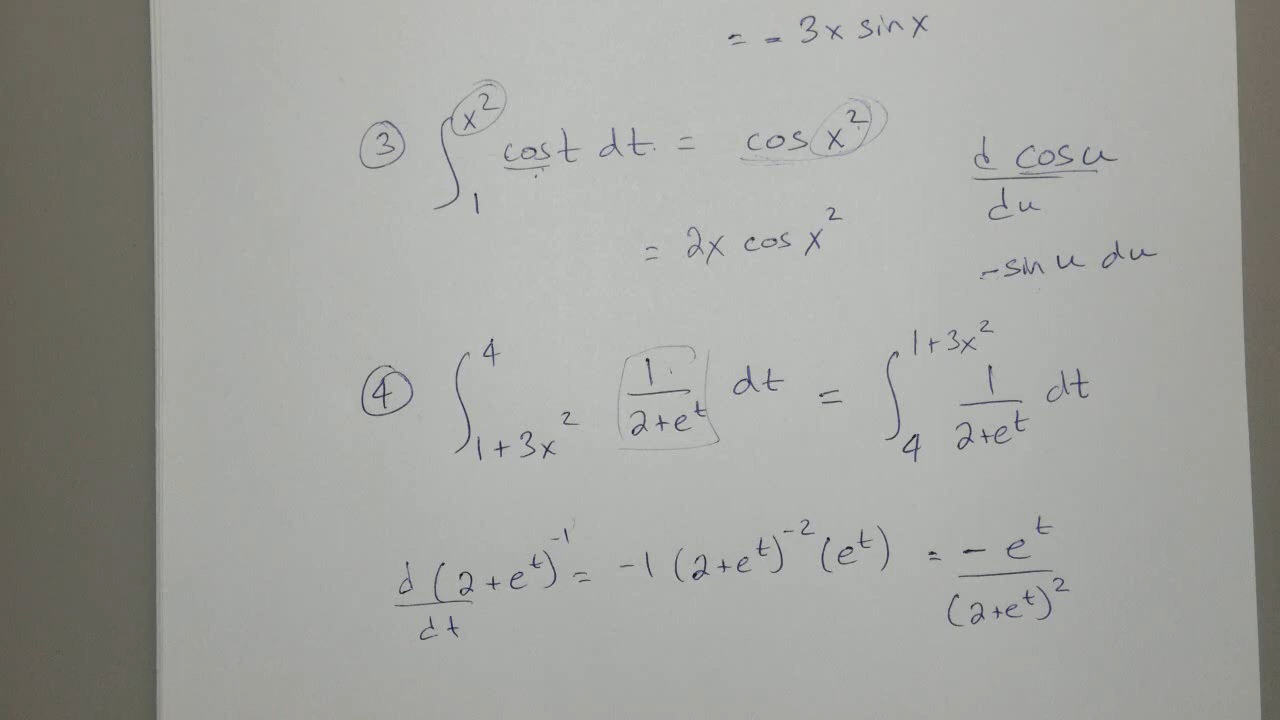 = - 3x sin x
③ ∫₁^(x²) cos t dt. = cos x²
d cos u / du
= 2x cos x²
- sin u du
④ ∫_(1+3x²)^4 1/(2+e^t) dt = ∫_4^(1+3x²) 1/(2+e^t) dt
d/dt (2+e^t)^-1 = -1 (2+e^t)^-2 (e^t) = - e^t / (2+e^t)²